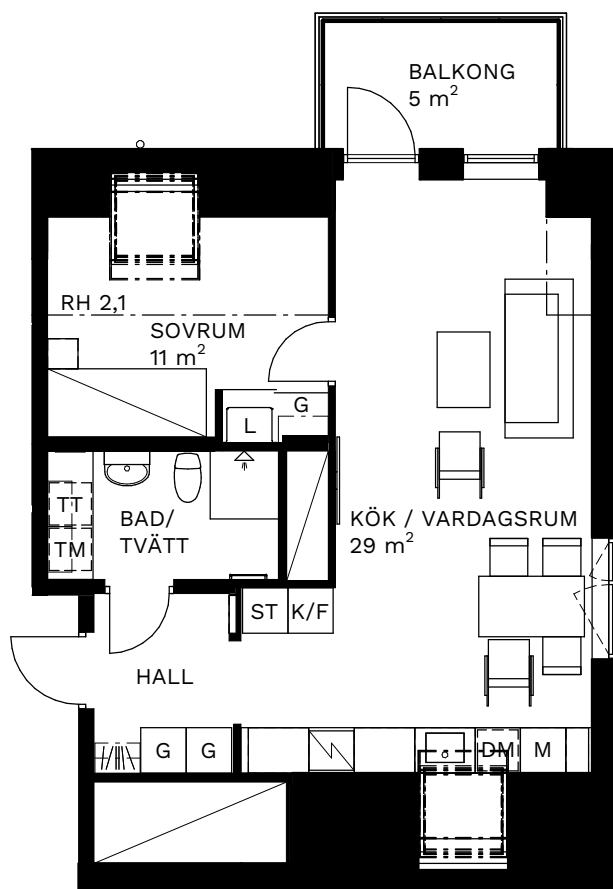 BALKONG
5 m²
RH 2,1
SOVRUM
11 m²
G
L
TT
TM
BAD/
TVÄTT
KÖK / VARDAGSRUM
29 m²
ST K/F
HALL
G G
DM M